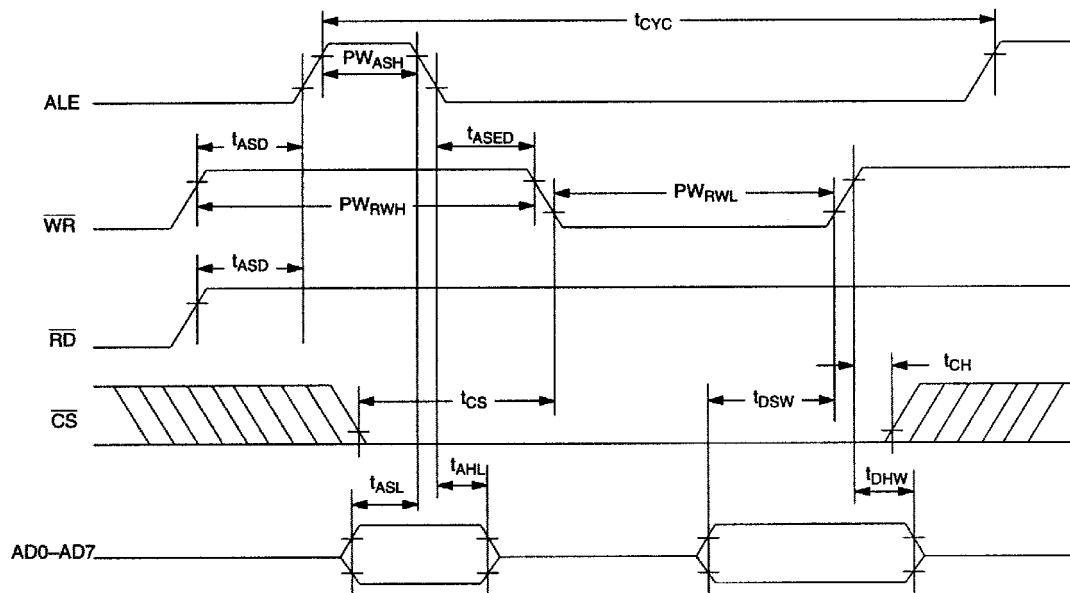 tCYC
PWASH
ALE
tASD
tASED
PWRWH
PWRWL
WR
tASD
RD
tCH
tCS
tDSW
CS
tASL
tAHL
tDHW
AD0–AD7